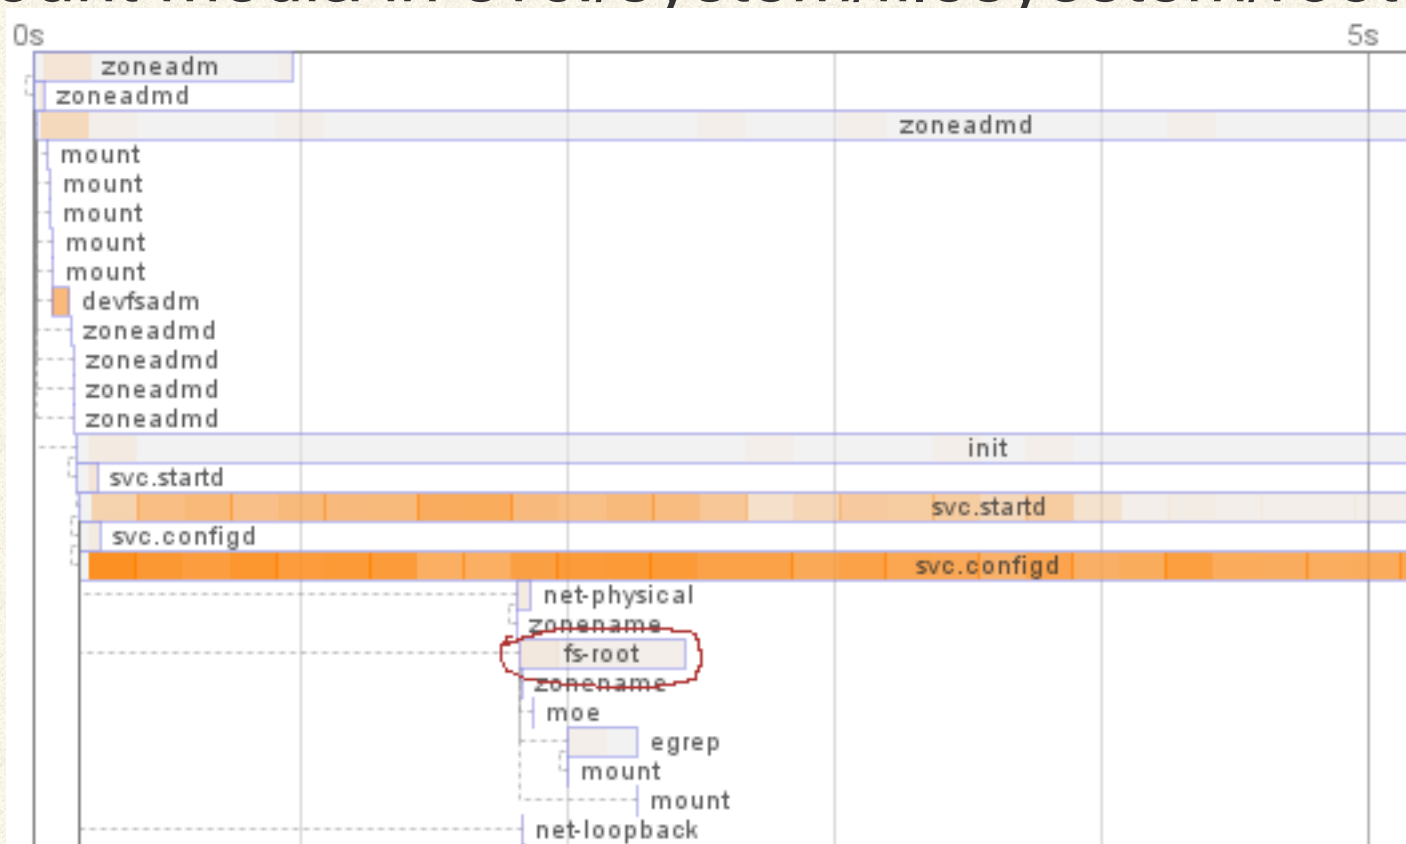 0s 5s
zoneadm
zoneadmd
zoneadmd
mount
mount
mount
mount
mount
devfsadm
zoneadmd
zoneadmd
zoneadmd
zoneadmd
init
svc.startd
svc.startd
svc.configd
svc.configd
net-physical
zonename
fs-root
zonename
moe
egrep
mount
mount
net-loopback